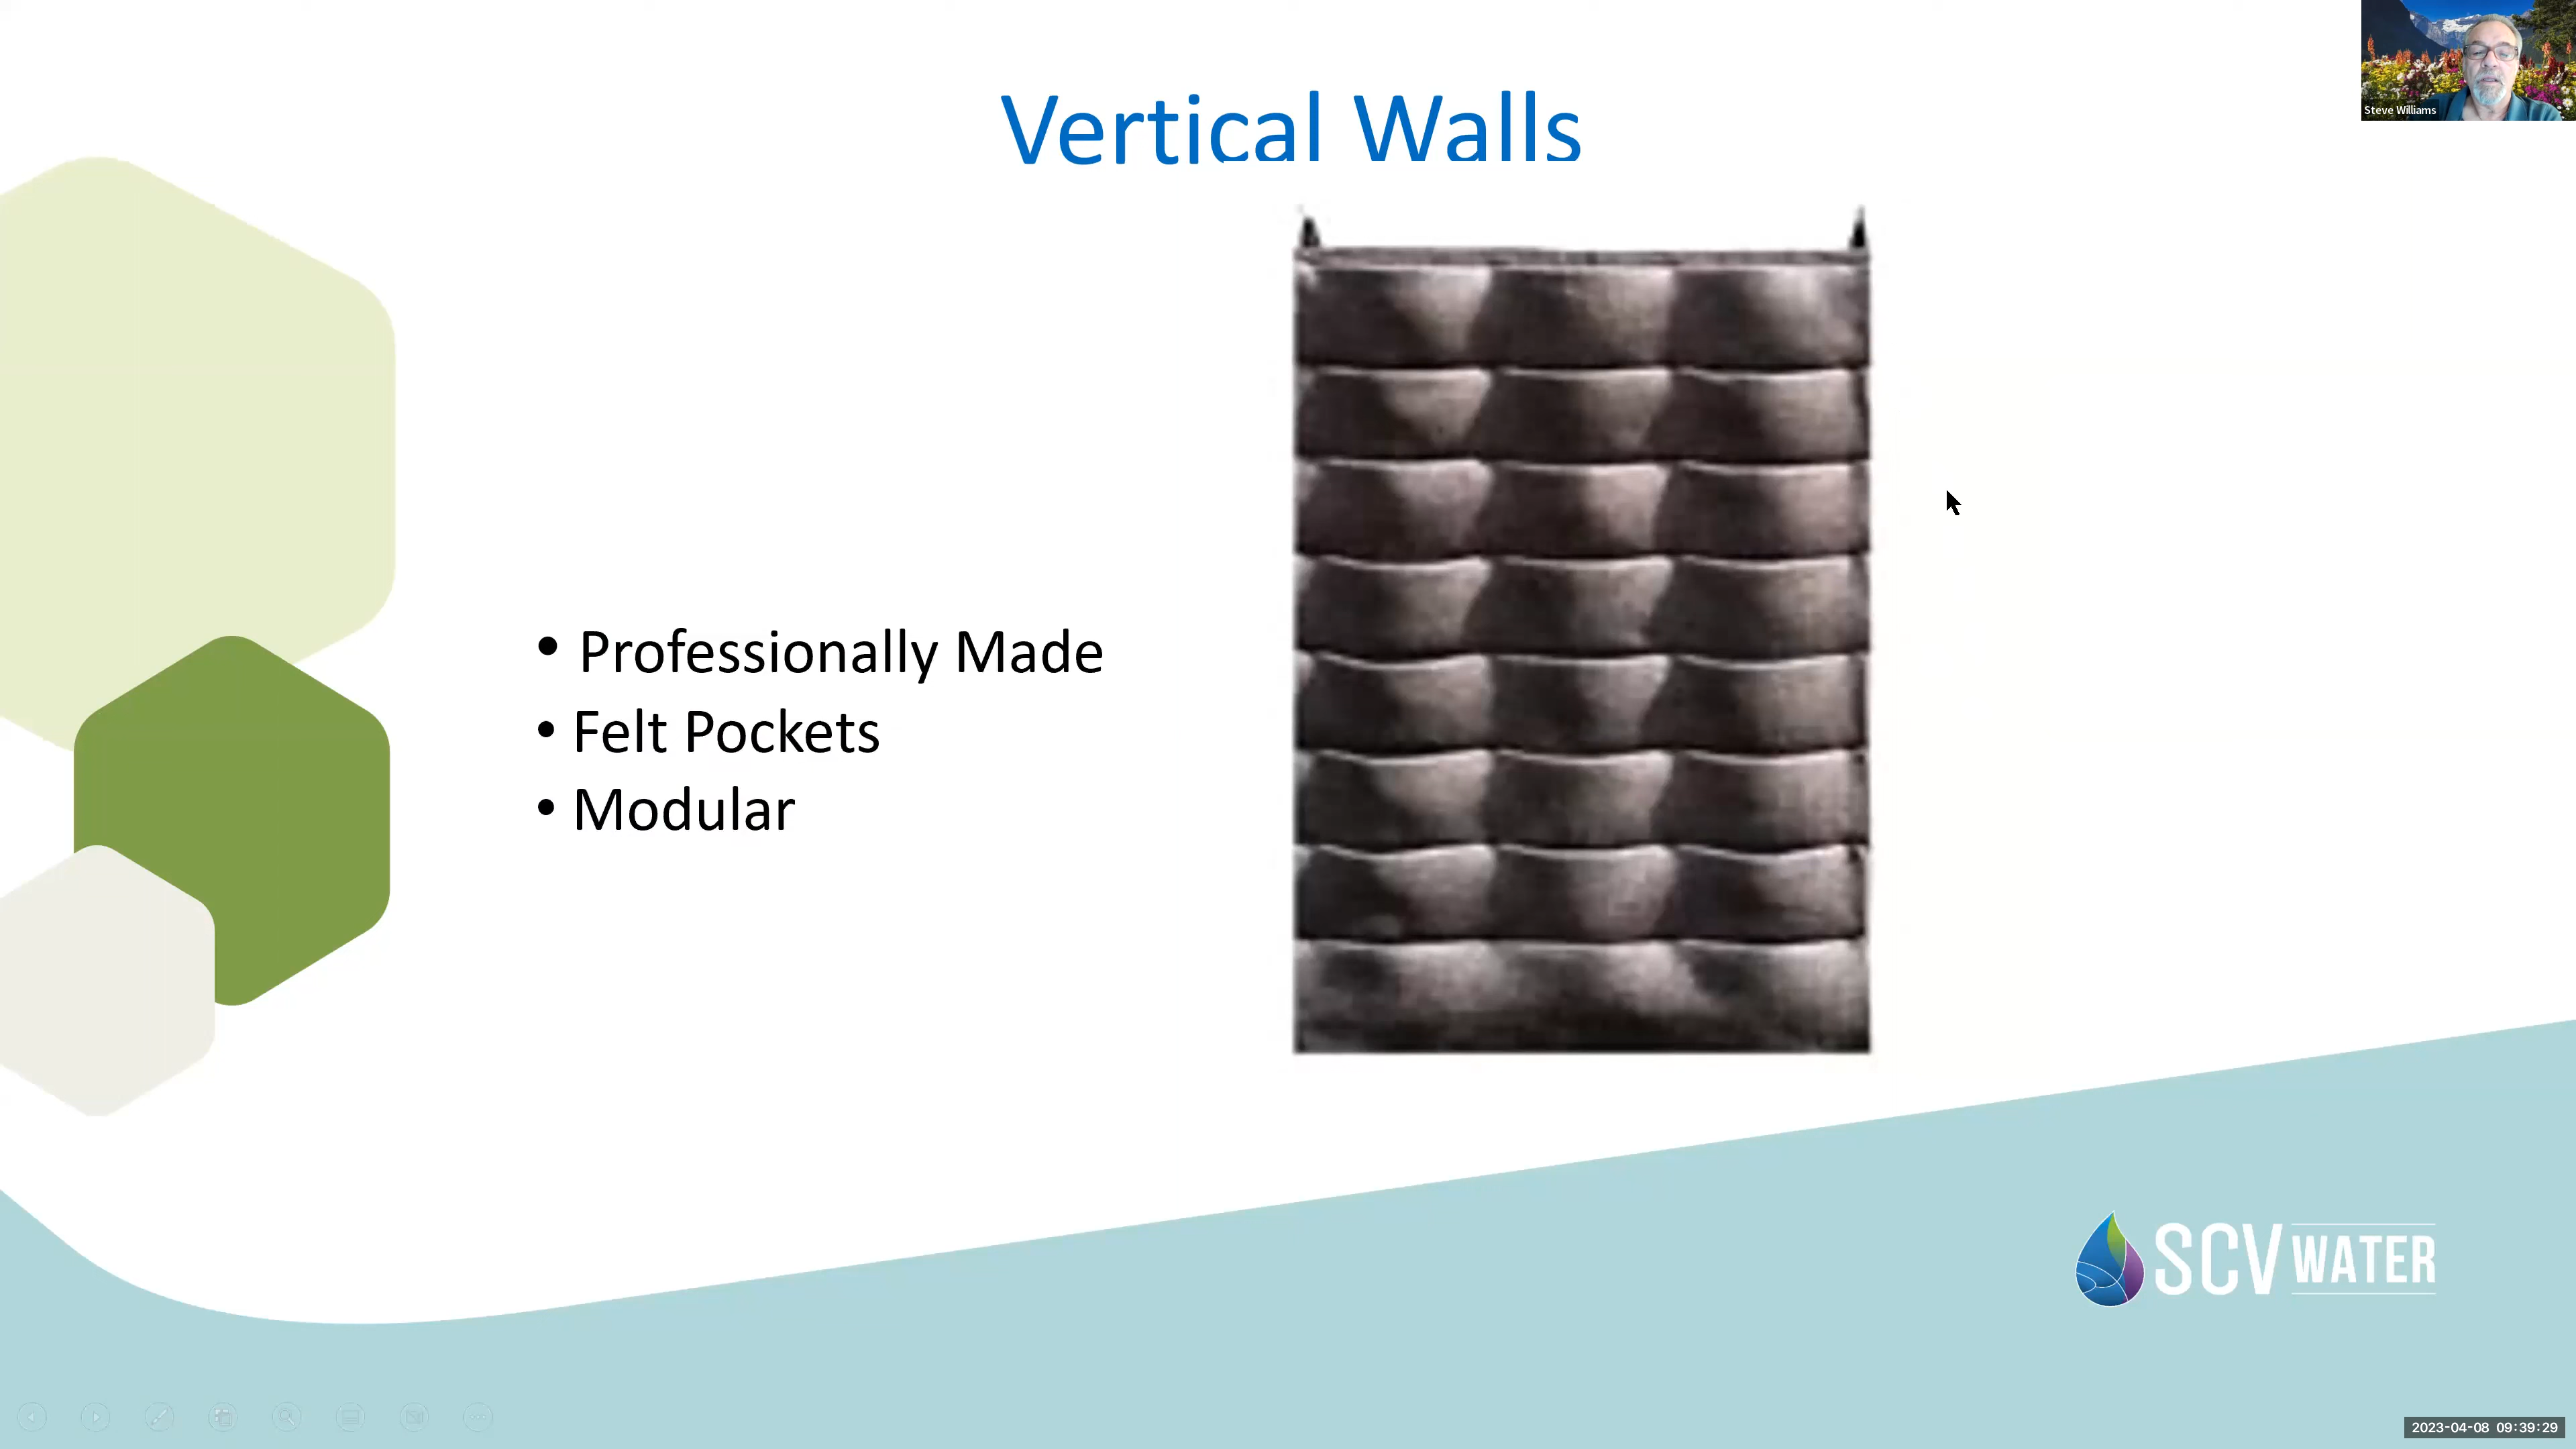 Vertical Walls
Steve Williams
• Professionally Made
• Felt Pockets
• Modular
SCV WATER
2023-04-08 09:39:29